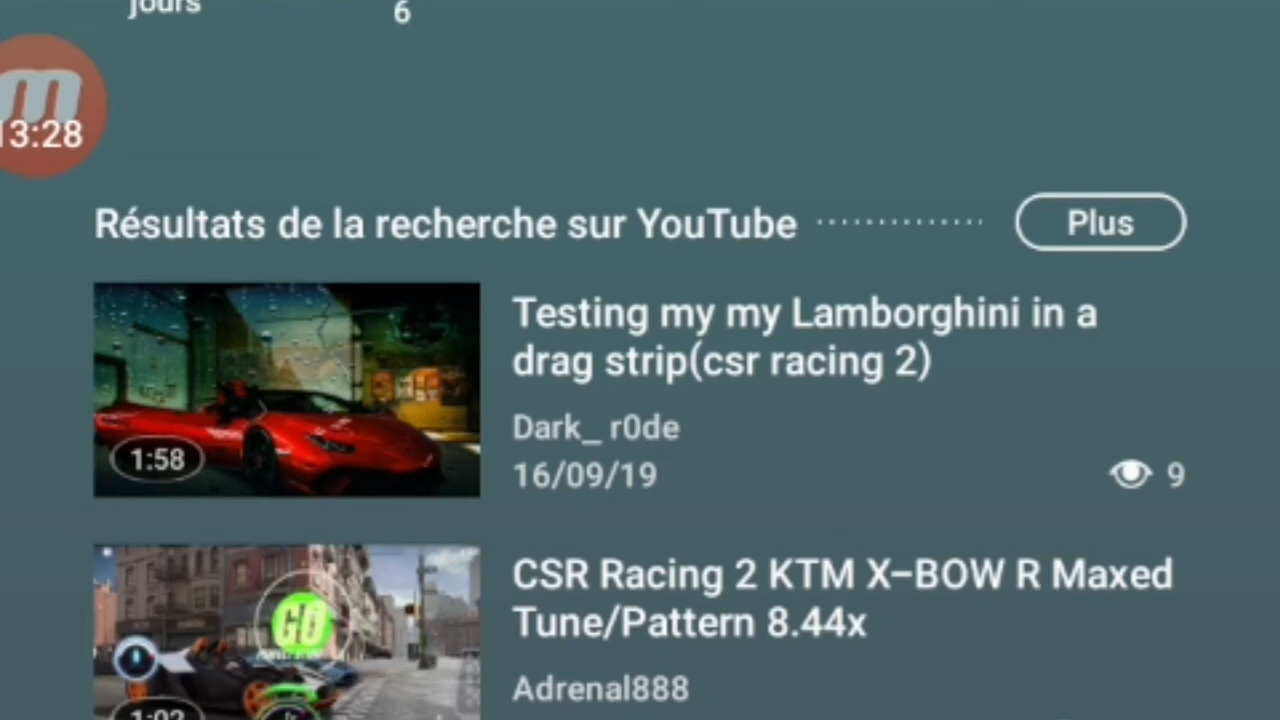 jours
6
m
13:28
Résultats de la recherche sur YouTube
Plus
Testing my my Lamborghini in a
drag strip(csr racing 2)
1:58
Dark_ r0de
16/09/19
9
CSR Racing 2 KTM X–BOW R Maxed
Tune/Pattern 8.44x
GO
Adrenal888
1:02